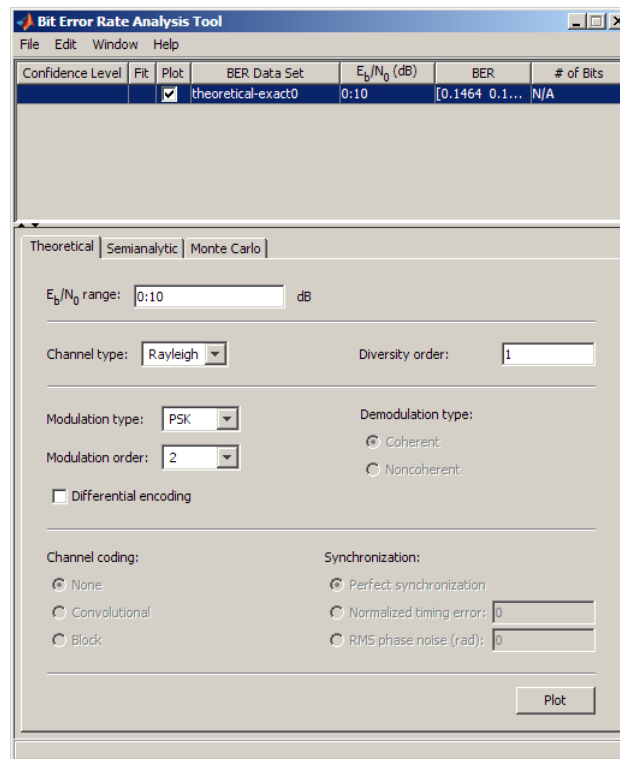 Bit Error Rate Analysis Tool
File Edit Window Help
Confidence Level Fit Plot BER Data Set Eb/N0 (dB) BER # of Bits
theoretical-exact0 0:10 [0.1464 0.1... N/A
Theoretical Semianalytic Monte Carlo
Eb/N0 range: 0:10 dB
Channel type: Rayleigh Diversity order: 1
Modulation type: PSK Demodulation type:
Coherent
Modulation order: 2
Noncoherent
Differential encoding
Channel coding: Synchronization:
None Perfect synchronization
Convolutional Normalized timing error: 0
Block RMS phase noise (rad): 0
Plot